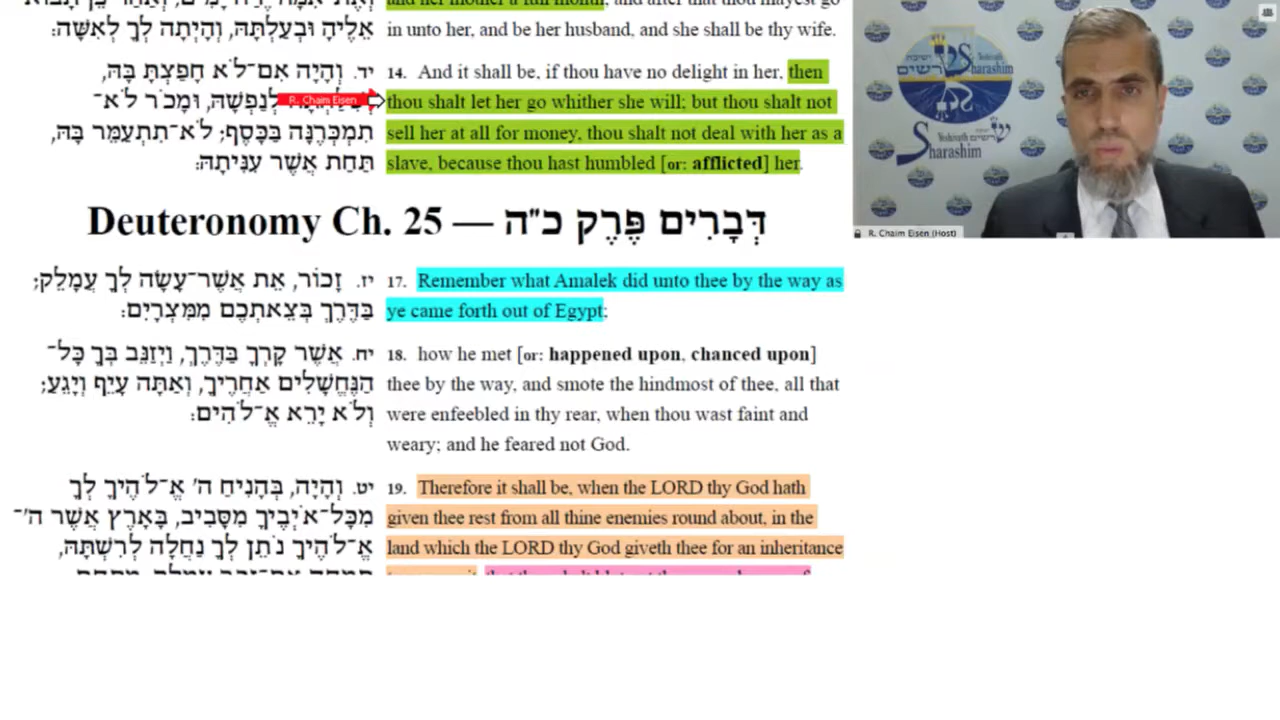 and her mother a full month; and after that thou mayest go
אֵלֶיהָ וּבְעַלְתָּהּ, וְהָיְתָה לְךָ לְאִשָּׁה:
in unto her, and be her husband, and she shall be thy wife.
יד. וְהָיָה אִם־לֹא חָפַצְתָּ בָּהּ,
לְנַפְשָׁהּ, וּמָכֹר לֹא־
תִמְכְּרֶנָּה בַּכָּסֶף; לֹא־תִתְעַמֵּר בָּהּ,
תַּחַת אֲשֶׁר עִנִּיתָהּ:
14. And it shall be, if thou have no delight in her, then
thou shalt let her go whither she will; but thou shalt not
sell her at all for money, thou shalt not deal with her as a
slave, because thou hast humbled [or: afflicted] her.
R. Chaim Eisen
Deuteronomy Ch. 25 — דְּבָרִים פֶּרֶק כ"ה
יז. זָכוֹר, אֵת אֲשֶׁר־עָשָׂה לְךָ עֲמָלֵק;
בַּדֶּרֶךְ בְּצֵאתְכֶם מִמִּצְרָיִם:
17. Remember what Amalek did unto thee by the way as
ye came forth out of Egypt;
יח. אֲשֶׁר קָרְךָ בַּדֶּרֶךְ, וַיְזַנֵּב בְּךָ כָּל־
הַנֶּחֱשָׁלִים אַחֲרֶיךָ, וְאַתָּה עָיֵף וְיָגֵעַ;
וְלֹא יָרֵא אֱ־לֹהִים:
18. how he met [or: happened upon, chanced upon]
thee by the way, and smote the hindmost of thee, all that
were enfeebled in thy rear, when thou wast faint and
weary; and he feared not God.
יט. וְהָיָה, בְּהָנִיחַ ה' אֱ־לֹהֶיךָ לְךָ
מִכָּל־אֹיְבֶיךָ מִסָּבִיב, בָּאָרֶץ אֲשֶׁר ה'־
אֱ־לֹהֶיךָ נֹתֵן לְךָ נַחֲלָה לְרִשְׁתָּהּ,
19. Therefore it shall be, when the LORD thy God hath
given thee rest from all thine enemies round about, in the
land which the LORD thy God giveth thee for an inheritance
ישיבת
שרשים
Sharashim
Yeshivath
שרשים
Sharashim
R. Chaim Eisen (Host)